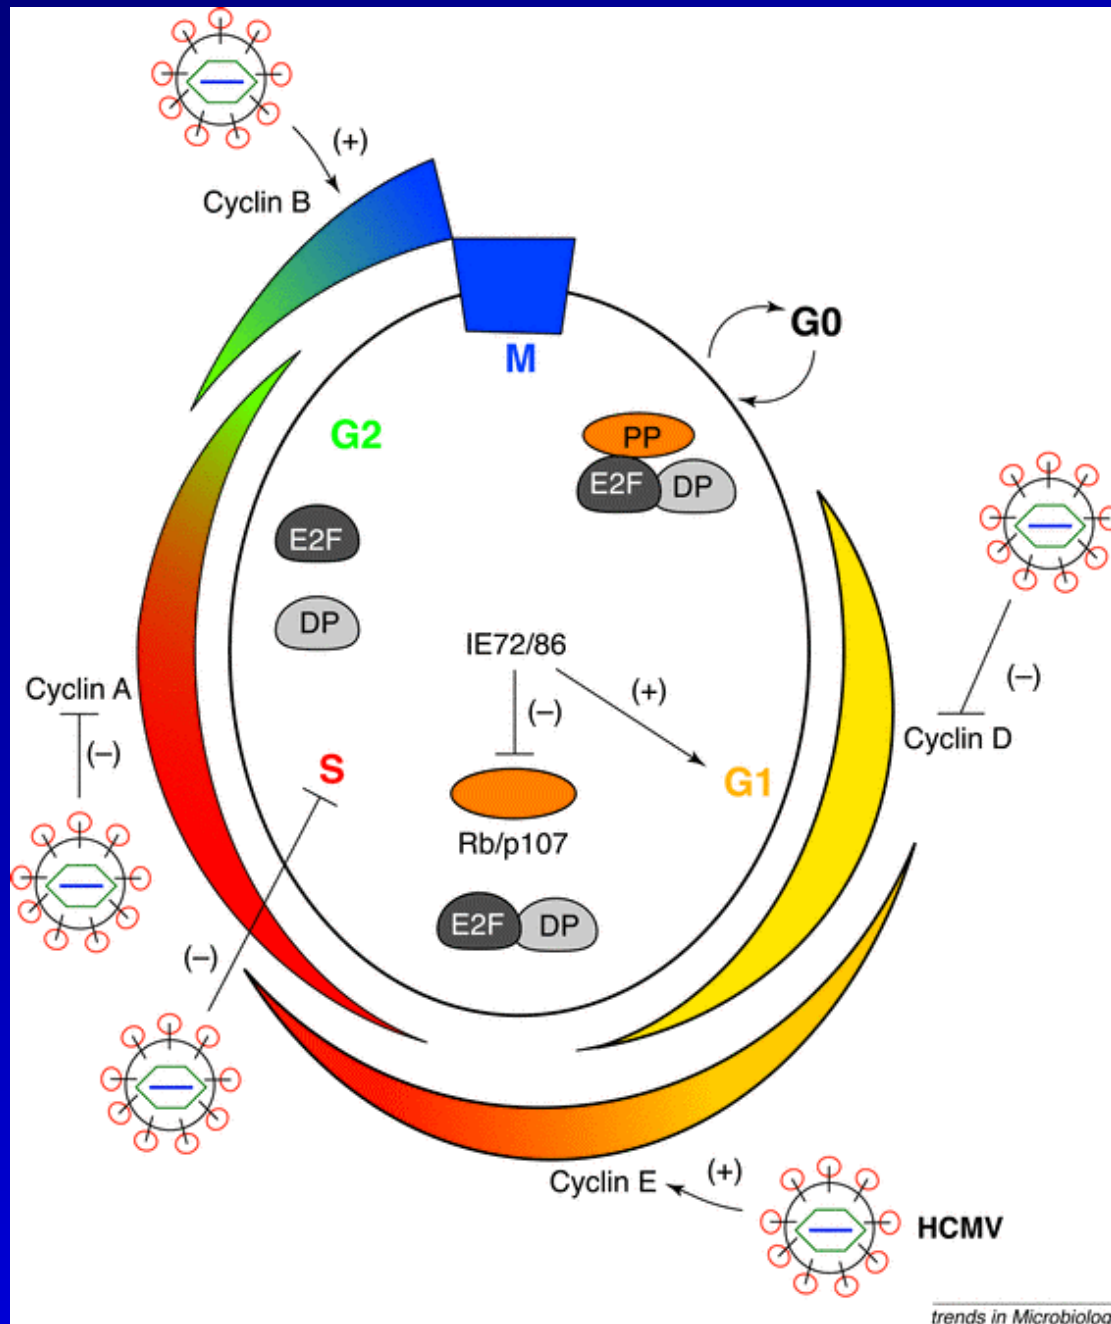 (+)
Cyclin B
G0
M
G2
PP
E2F DP
E2F
DP
IE72/86
(+)
(–)
(–)
Cyclin A
Cyclin D
(–)
S
G1
Rb/p107
E2F DP
(–)
Cyclin E
(+)
HCMV
trends in Microbiolog